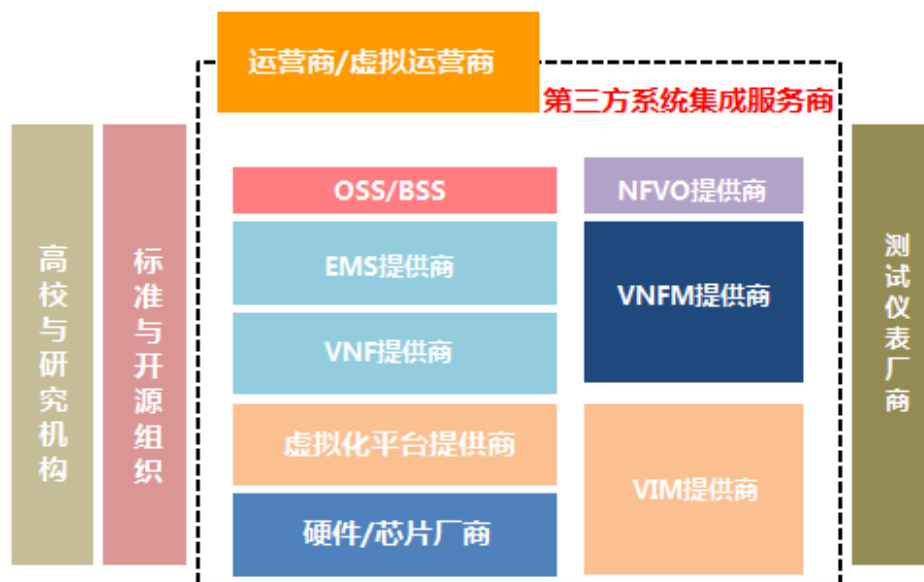 运营商/虚拟运营商
第三方系统集成服务商
高校与研究机构
标准与开源组织
OSS/BSS
NFVO提供商
EMS提供商
VNFM提供商
VNF提供商
虚拟化平台提供商
VIM提供商
硬件/芯片厂商
测试仪表厂商